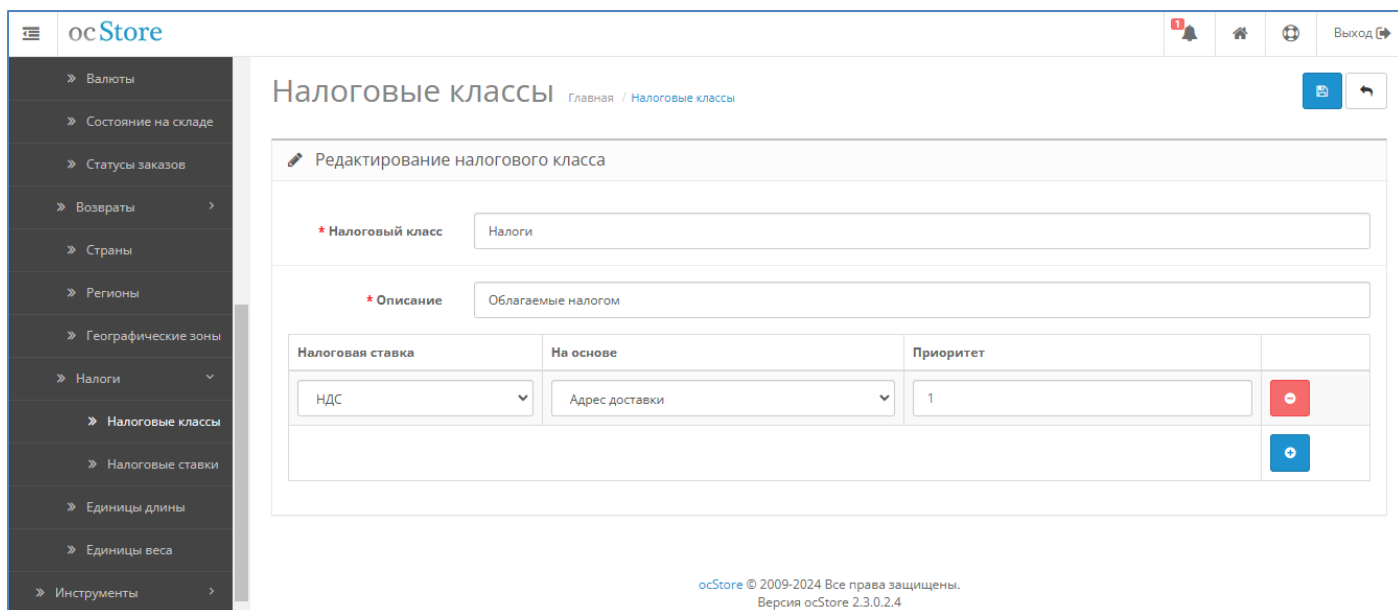 ocStore
1
Выход
Валюты
Состояние на складе
Статусы заказов
Возвраты
Страны
Регионы
Географические зоны
Налоги
Налоговые классы
Налоговые ставки
Единицы длины
Единицы веса
Инструменты
Налоговые классы Главная / Налоговые классы
Редактирование налогового класса
* Налоговый класс Налоги
* Описание Облагаемые налогом
Налоговая ставка На основе Приоритет
НДС Адрес доставки 1
ocStore © 2009-2024 Все права защищены.
Версия ocStore 2.3.0.2.4